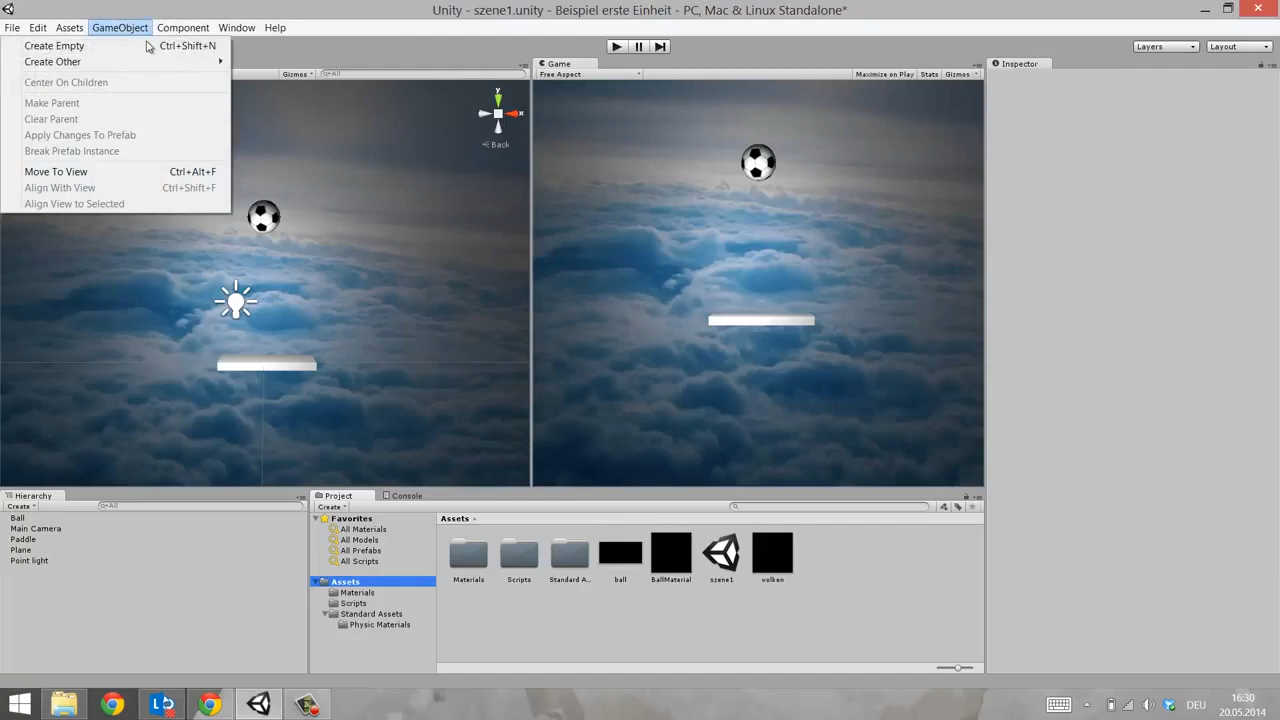 Unity - szene1.unity - Beispiel erste Einheit - PC, Mac & Linux Standalone*
File Edit Assets GameObject Component Window Help
Create Empty Ctrl+Shift+N
Create Other
Center On Children
Make Parent
Clear Parent
Apply Changes To Prefab
Break Prefab Instance
Move To View Ctrl+Alt+F
Align With View Ctrl+Shift+F
Align View to Selected
Layers Layout
Gizmos All
Game
Free Aspect Maximize on Play Stats Gizmos
Inspector
y
x
Back
Hierarchy
Create All
Ball
Main Camera
Paddle
Plane
Point light
Project Console
Create
Favorites
All Materials
All Models
All Prefabs
All Scripts
Assets
Materials
Scripts
Standard Assets
Physic Materials
Assets
Materials Scripts Standard A... ball BallMaterial szene1 wolken
DEU
16:30
20.05.2014